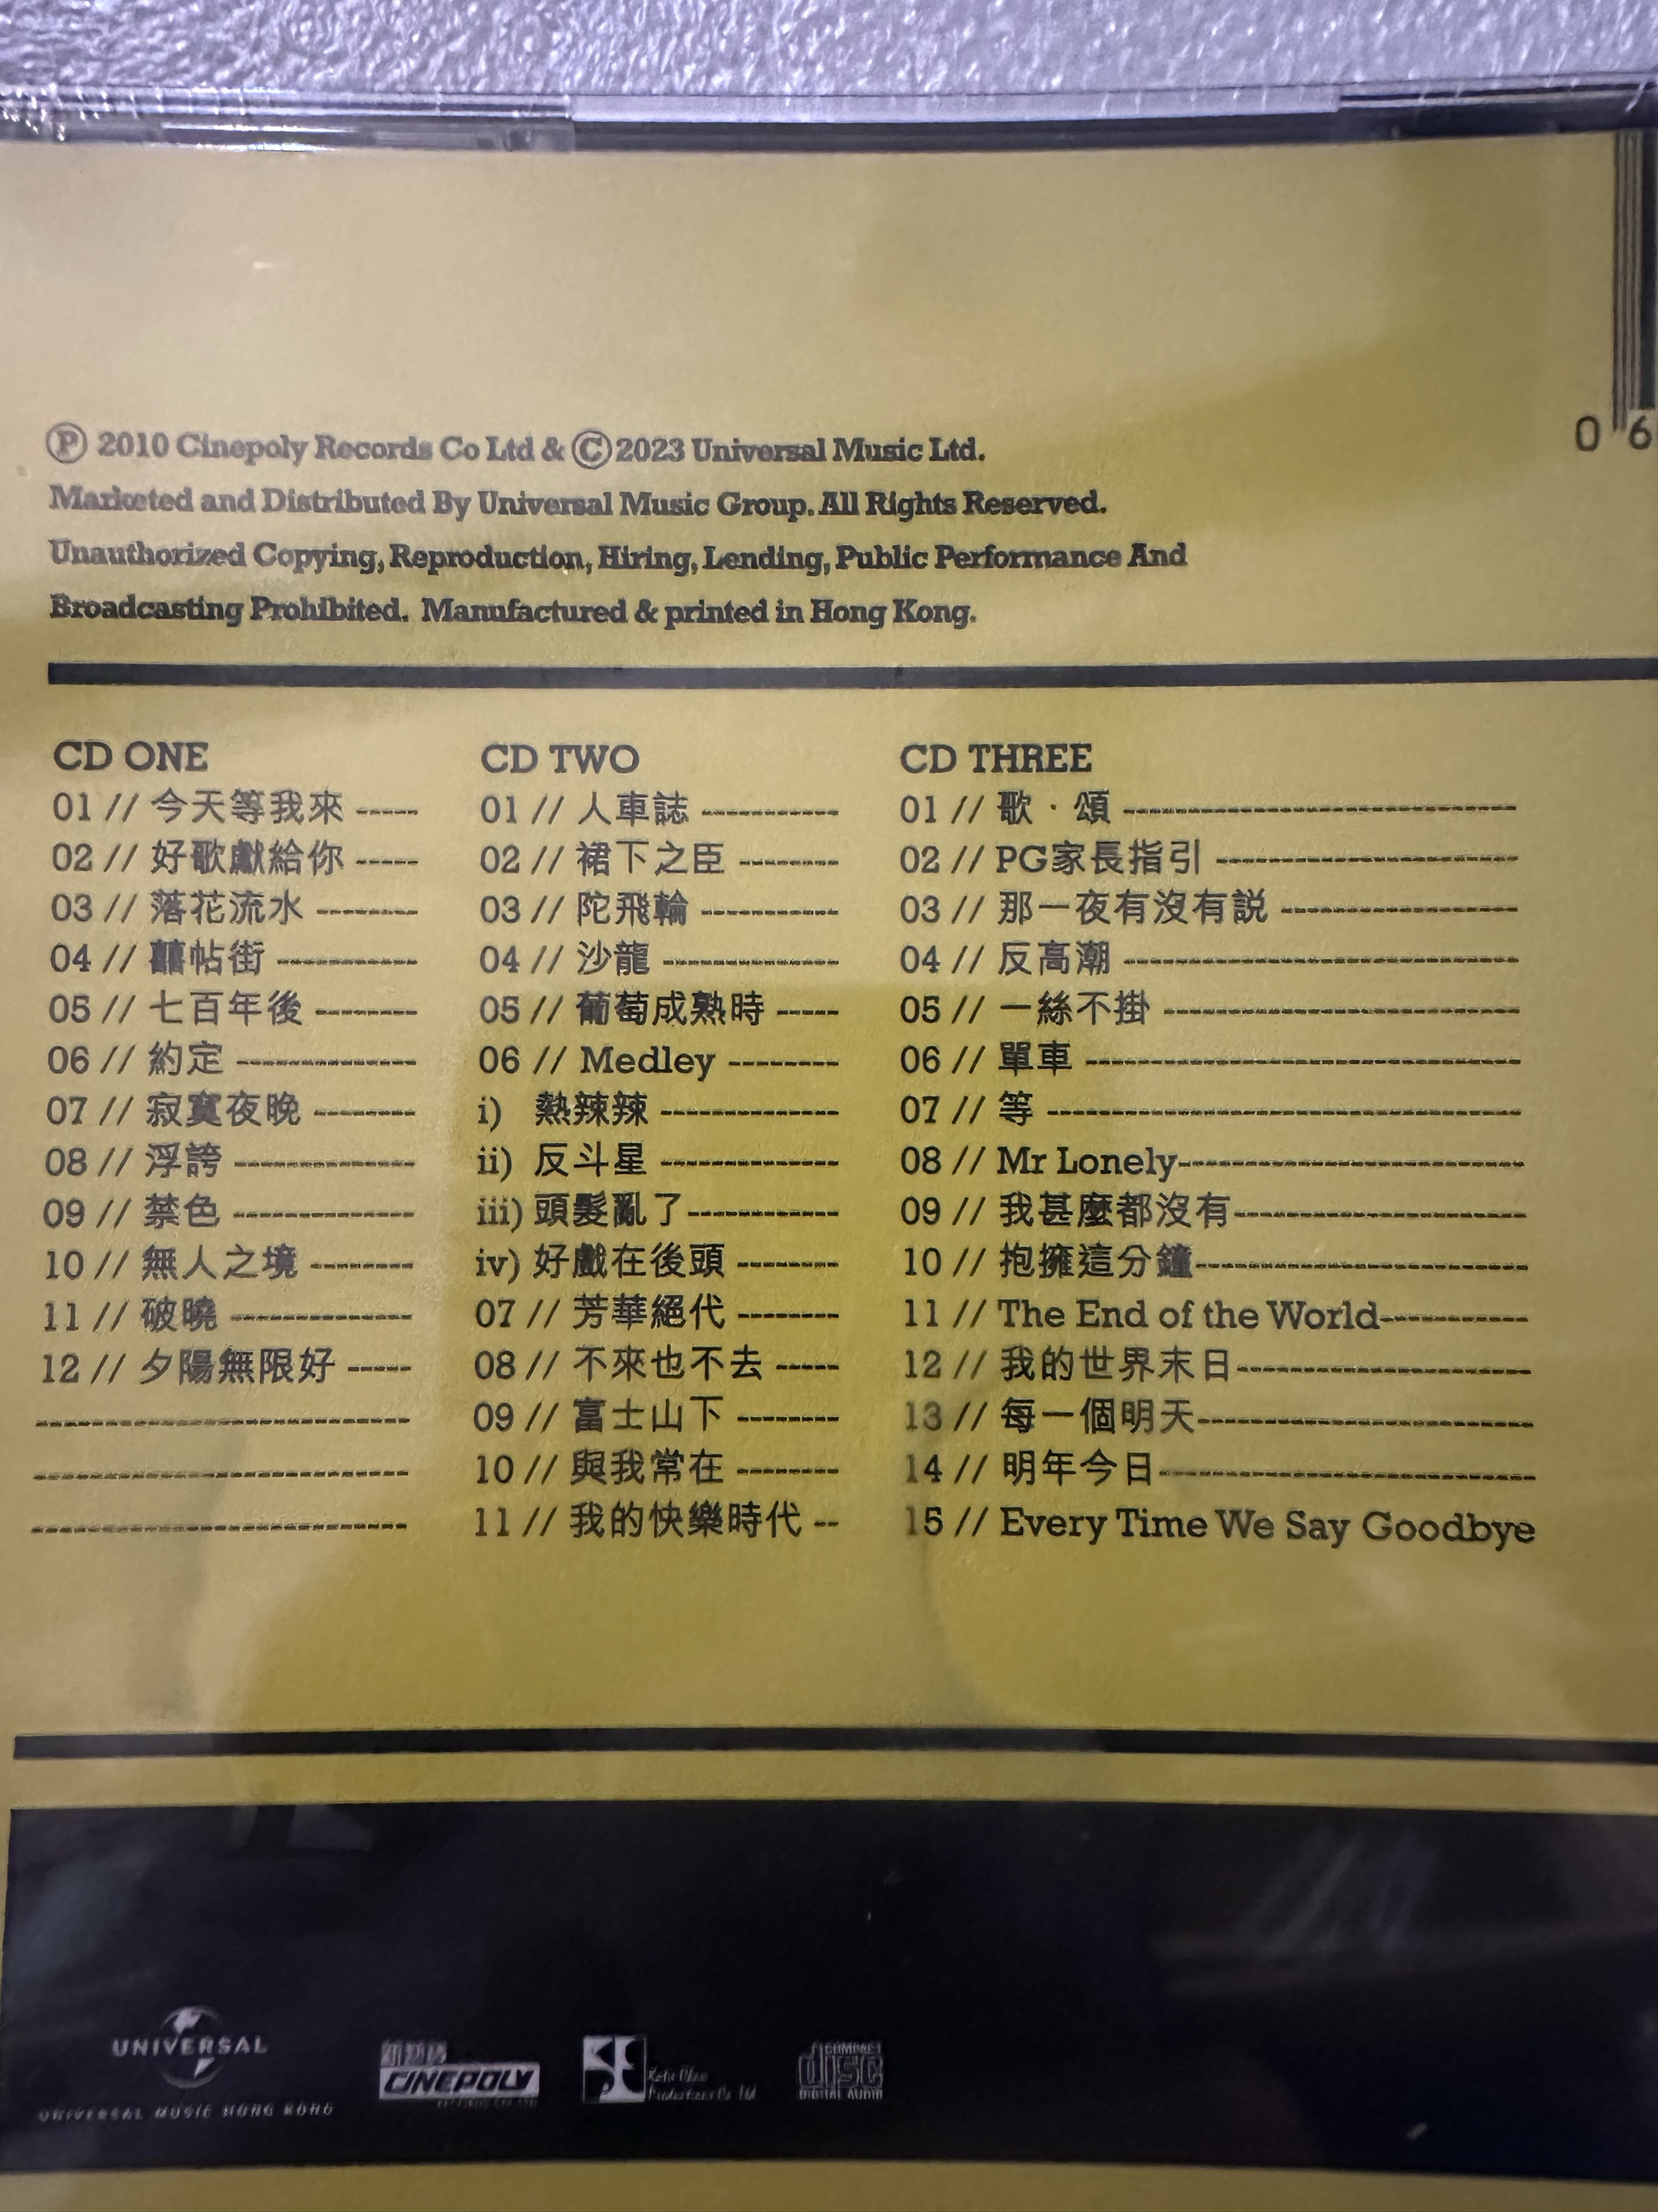 0 6
Ⓟ 2010 Cinepoly Records Co Ltd & Ⓒ2023 Universal Music Ltd.
Marketed and Distributed By Universal Music Group. All Rights Reserved.
Unauthorized Copying, Reproduction, Hiring, Lending, Public Performance And
Broadcasting Prohibited. Manufactured & printed in Hong Kong.
CD ONE
01 // 今天等我來
02 // 好歌獻給你
03 // 落花流水
04 // 囍帖街
05 // 七百年後
06 // 約定
07 // 寂寞夜晚
08 // 浮誇
09 // 禁色
10 // 無人之境
11 // 破曉
12 // 夕陽無限好
CD TWO
01 // 人車誌
02 // 裙下之臣
03 // 陀飛輪
04 // 沙龍
05 // 葡萄成熟時
06 // Medley
i) 熱辣辣
ii) 反斗星
iii) 頭髮亂了
iv) 好戲在後頭
07 // 芳華絕代
08 // 不來也不去
09 // 富士山下
10 // 與我常在
11 // 我的快樂時代
CD THREE
01 // 歌・頌
02 // PG家長指引
03 // 那一夜有沒有説
04 // 反高潮
05 // 一絲不掛
06 // 單車
07 // 等
08 // Mr Lonely
09 // 我甚麼都沒有
10 // 抱擁這分鐘
11 // The End of the World
12 // 我的世界末日
13 // 每一個明天
14 // 明年今日
15 // Every Time We Say Goodbye
UNIVERSAL
UNIVERSAL MUSIC HONG KONG
新藝寶
CINEPOLY
RECORDS CO. LTD.
Productions Co. Ltd.
COMPACT
disc
DIGITAL AUDIO